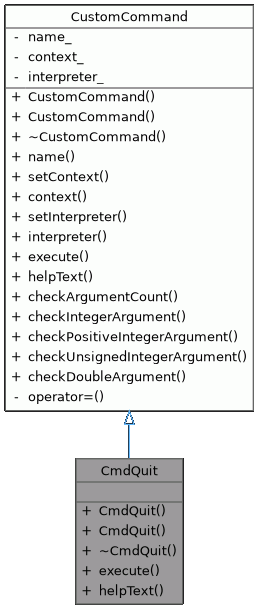 CustomCommand
- name_
- context_
- interpreter_
+ CustomCommand()
+ CustomCommand()
+ ~CustomCommand()
+ name()
+ setContext()
+ context()
+ setInterpreter()
+ interpreter()
+ execute()
+ helpText()
+ checkArgumentCount()
+ checkIntegerArgument()
+ checkPositiveIntegerArgument()
+ checkUnsignedIntegerArgument()
+ checkDoubleArgument()
- operator=()
CmdQuit
+ CmdQuit()
+ CmdQuit()
+ ~CmdQuit()
+ execute()
+ helpText()